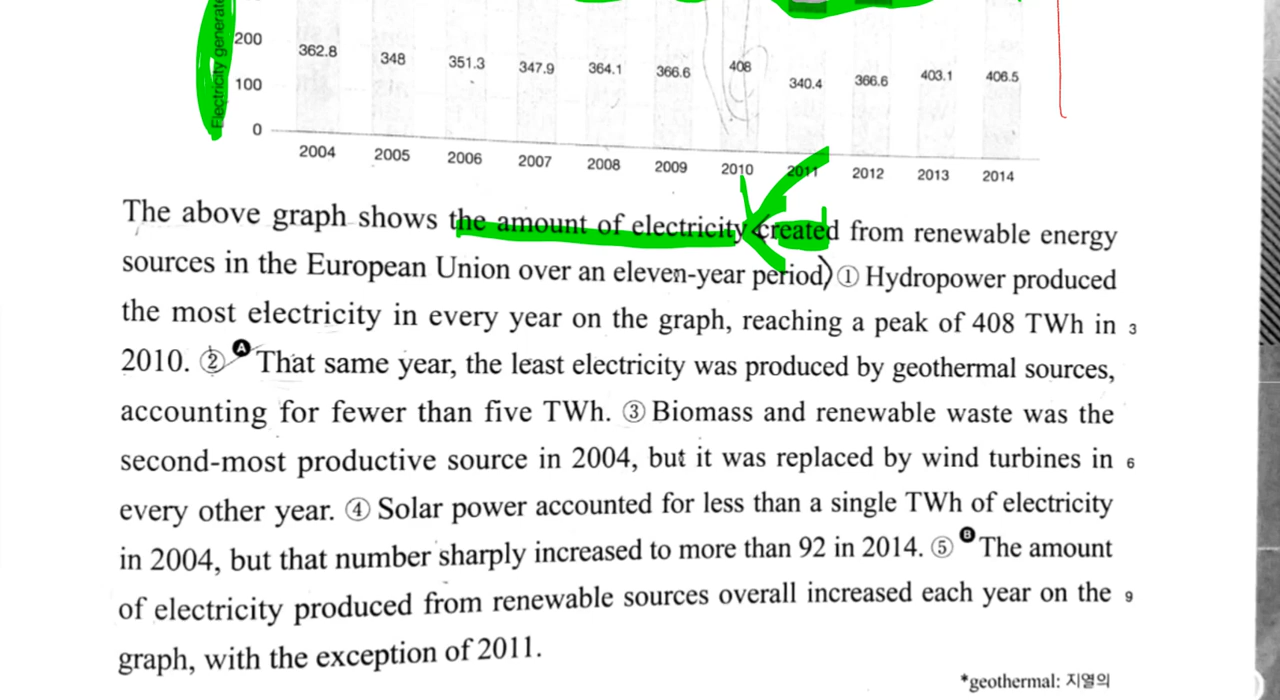 Electricity generate
200
362.8 348 351.3 347.9 364.1 366.6 408 340.4 366.6 403.1 406.5
100
0
2004 2005 2006 2007 2008 2009 2010 2011 2012 2013 2014
The above graph shows the amount of electricity created from renewable energy
sources in the European Union over an eleven-year period) ① Hydropower produced
the most electricity in every year on the graph, reaching a peak of 408 TWh in 3
2010. ② A That same year, the least electricity was produced by geothermal sources,
accounting for fewer than five TWh. ③ Biomass and renewable waste was the
second-most productive source in 2004, but it was replaced by wind turbines in 6
every other year. ④ Solar power accounted for less than a single TWh of electricity
in 2004, but that number sharply increased to more than 92 in 2014. ⑤ B The amount
of electricity produced from renewable sources overall increased each year on the 9
graph, with the exception of 2011.
*geothermal: 지열의